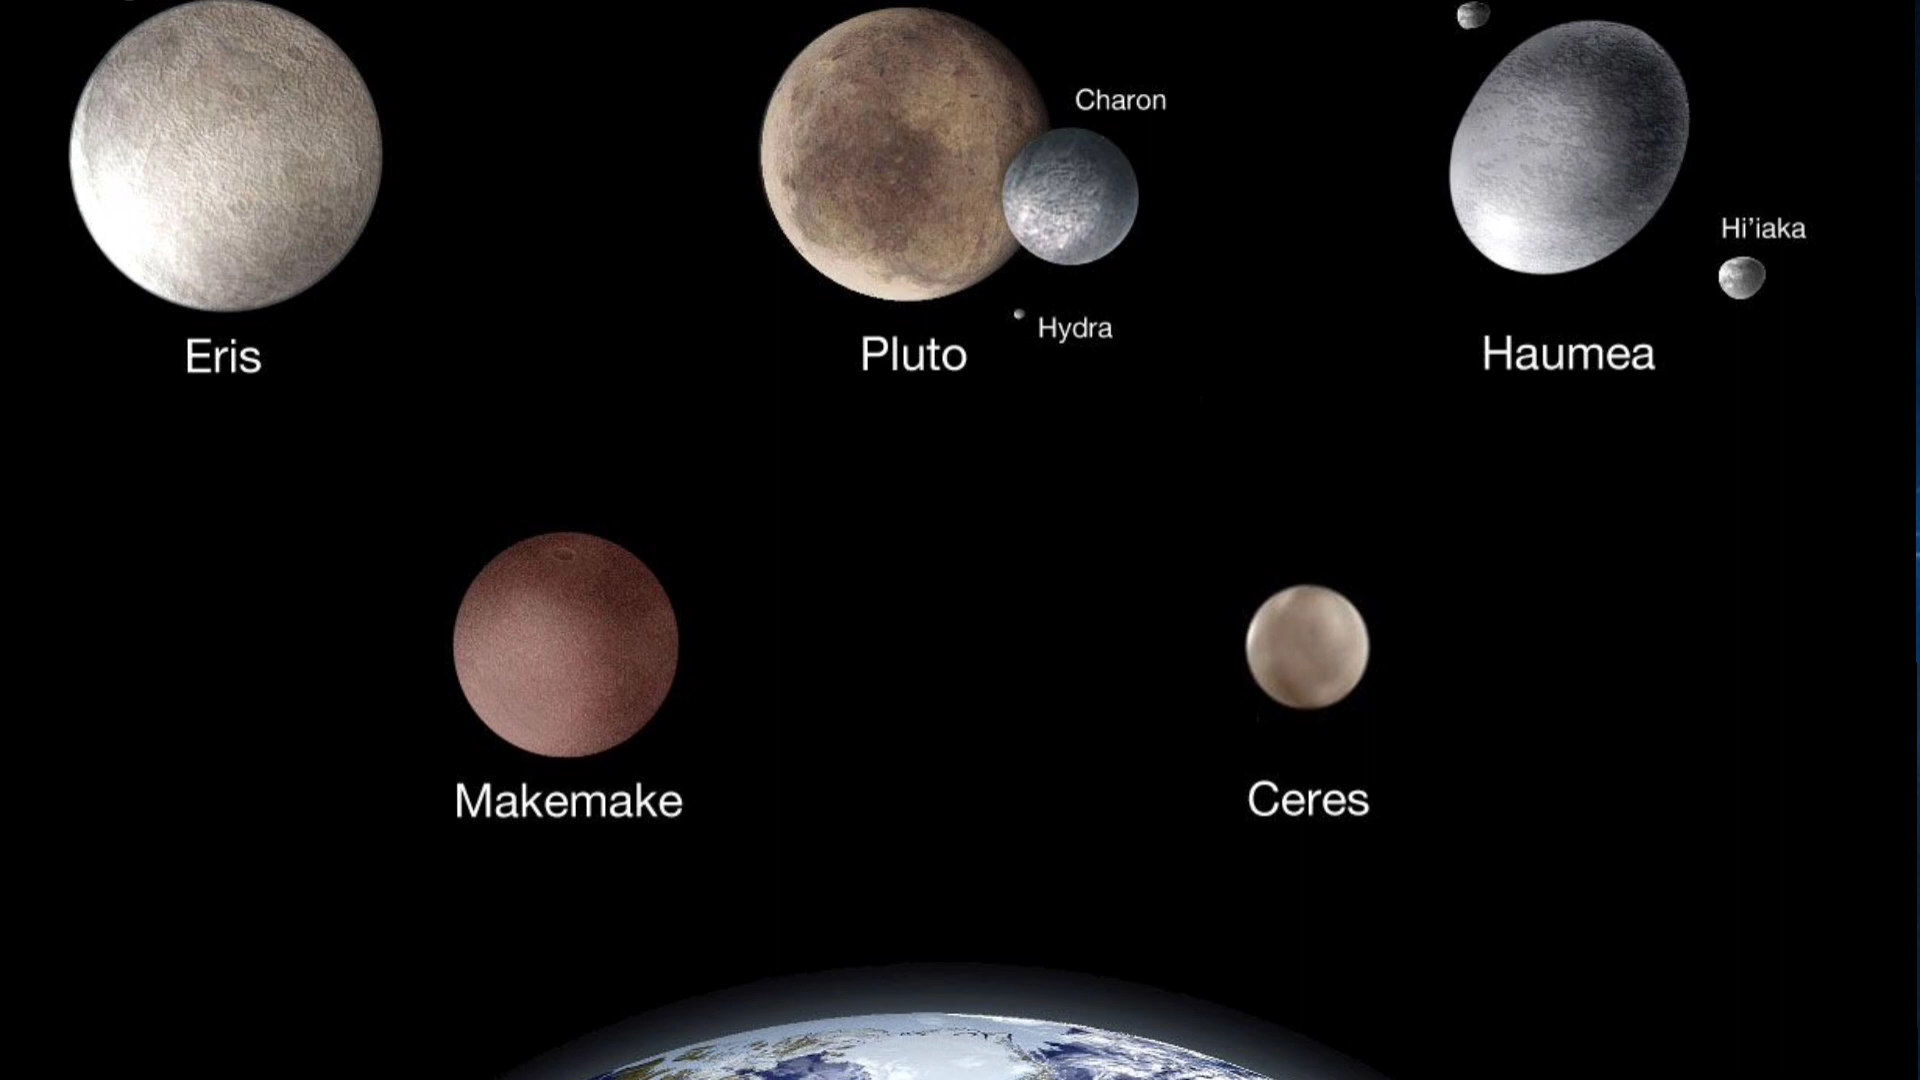 Charon
Hi’iaka
Hydra
Eris
Pluto
Haumea
Makemake
Ceres